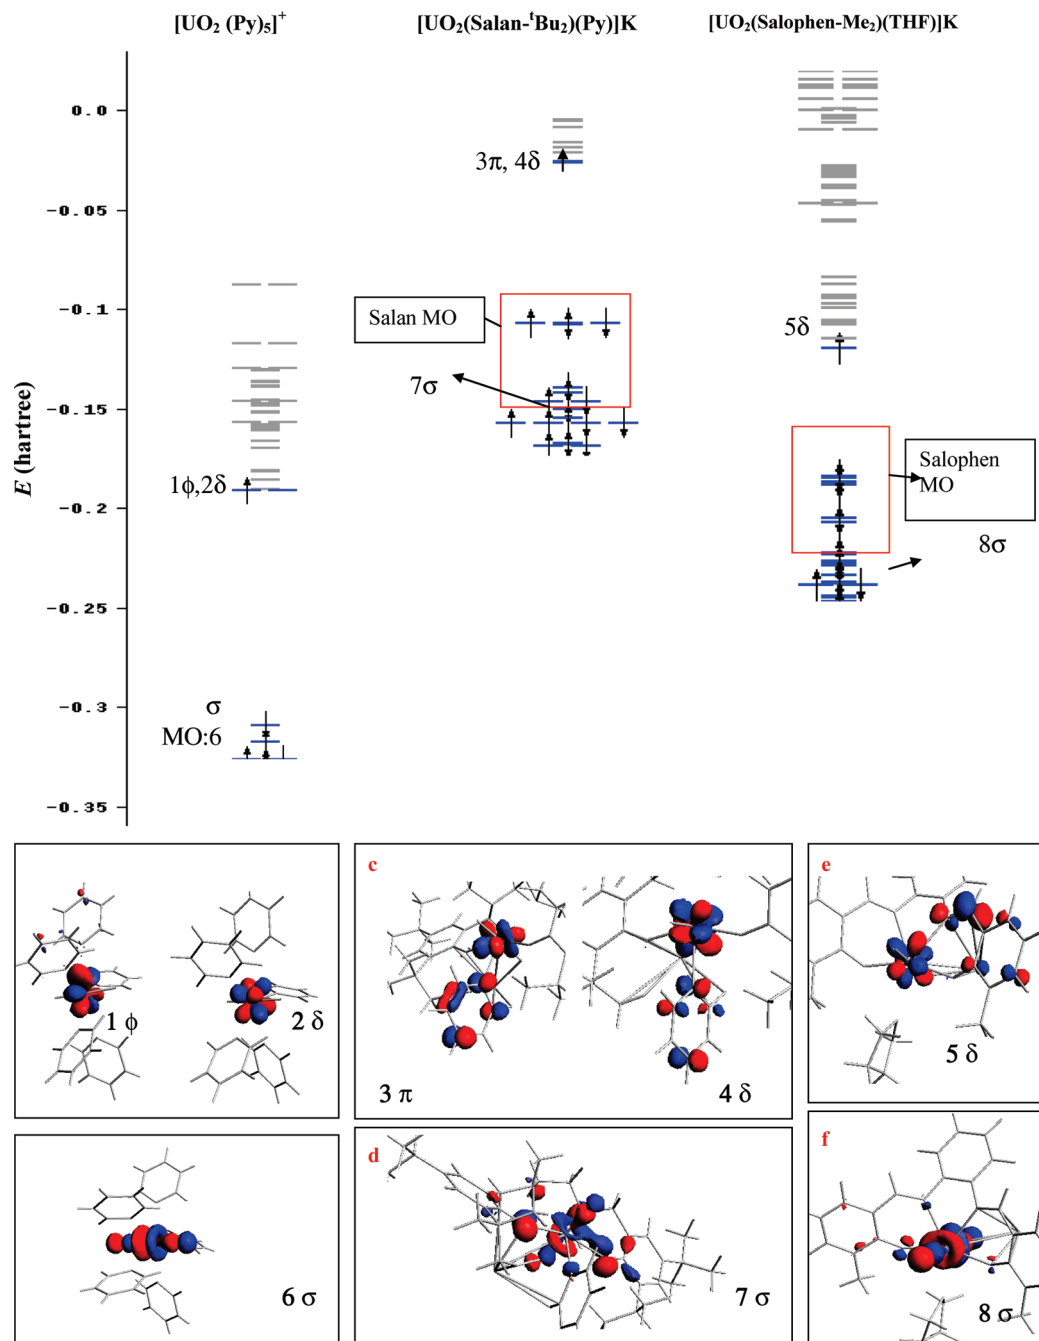 [UO₂ (Py)₅]⁺
[UO₂(Salan-ᵗBu₂)(Py)]K
[UO₂(Salophen-Me₂)(THF)]K
E (hartree)
0.0
-0.05
-0.1
-0.15
-0.2
-0.25
-0.3
-0.35
1ϕ,2δ
σ
MO:6
3π, 4δ
Salan MO
7σ
5δ
Salophen
MO
8σ
1 ϕ
2 δ
6 σ
c
3 π
4 δ
d
7 σ
e
5 δ
f
8 σ